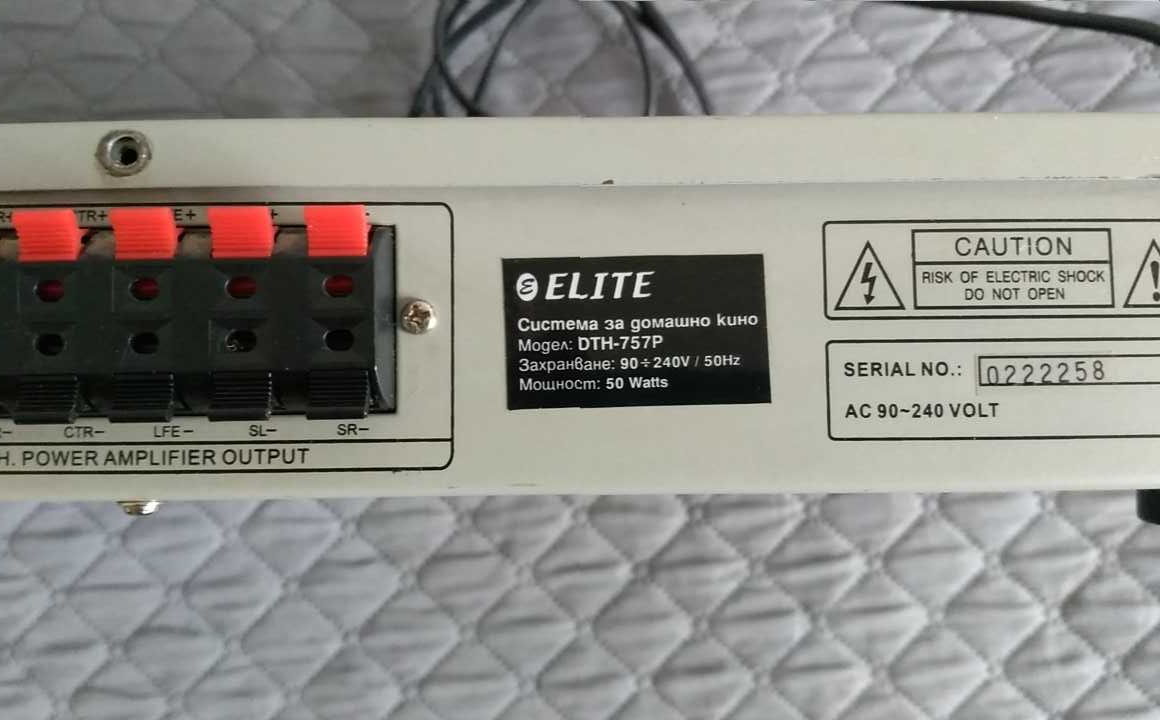 ELITE
Система за домашно кино
Модел: DTH-757P
Захранване: 90÷240V / 50Hz
Мощност: 50 Watts
CAUTION
RISK OF ELECTRIC SHOCK
DO NOT OPEN
SERIAL NO.: 0222258
AC 90~240 VOLT
CTR− LFE− SL− SR−
POWER AMPLIFIER OUTPUT